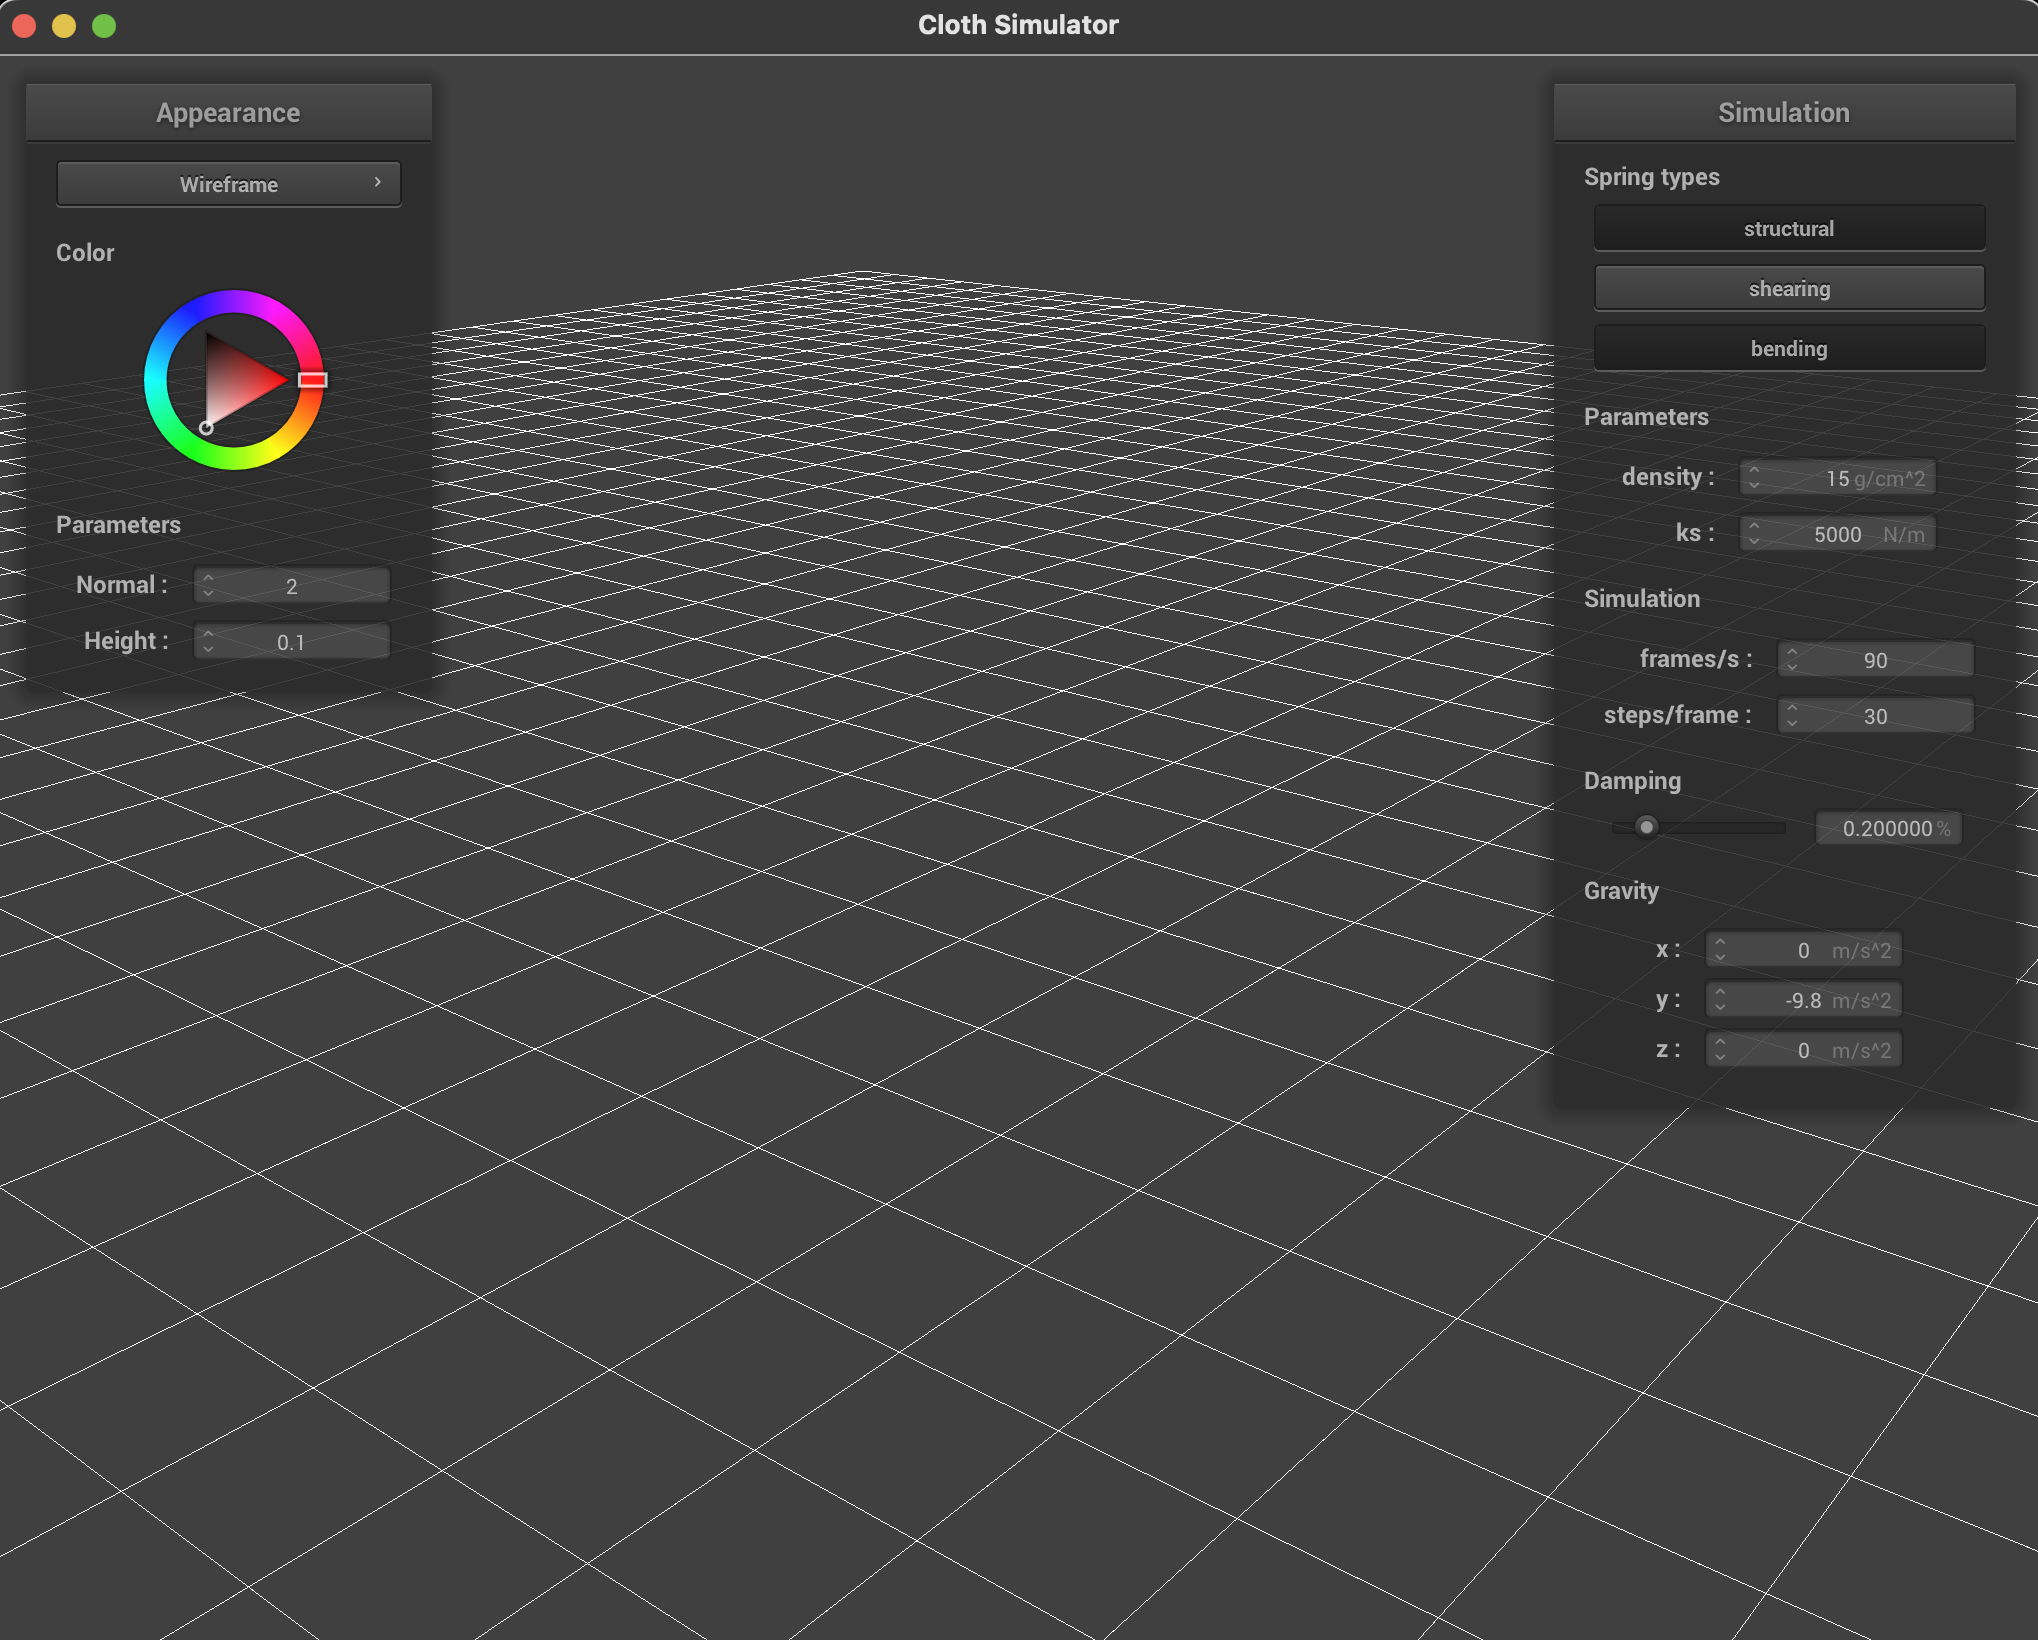 Cloth Simulator
Appearance
Wireframe
Color
Parameters
Normal : 2
Height : 0.1
Simulation
Spring types
structural
shearing
bending
Parameters
density : 15 g/cm^2
ks : 5000 N/m
Simulation
frames/s : 90
steps/frame : 30
Damping
0.200000 %
Gravity
x : 0 m/s^2
y : -9.8 m/s^2
z : 0 m/s^2